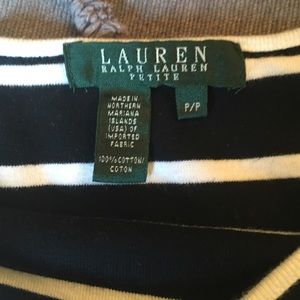 LAUREN
RALPH LAUREN
PETITE
P/P
MADE IN
NORTHERN
MARIANA
ISLANDS
(USA) OF
IMPORTED
FABRIC
100% COTTON/
COTON